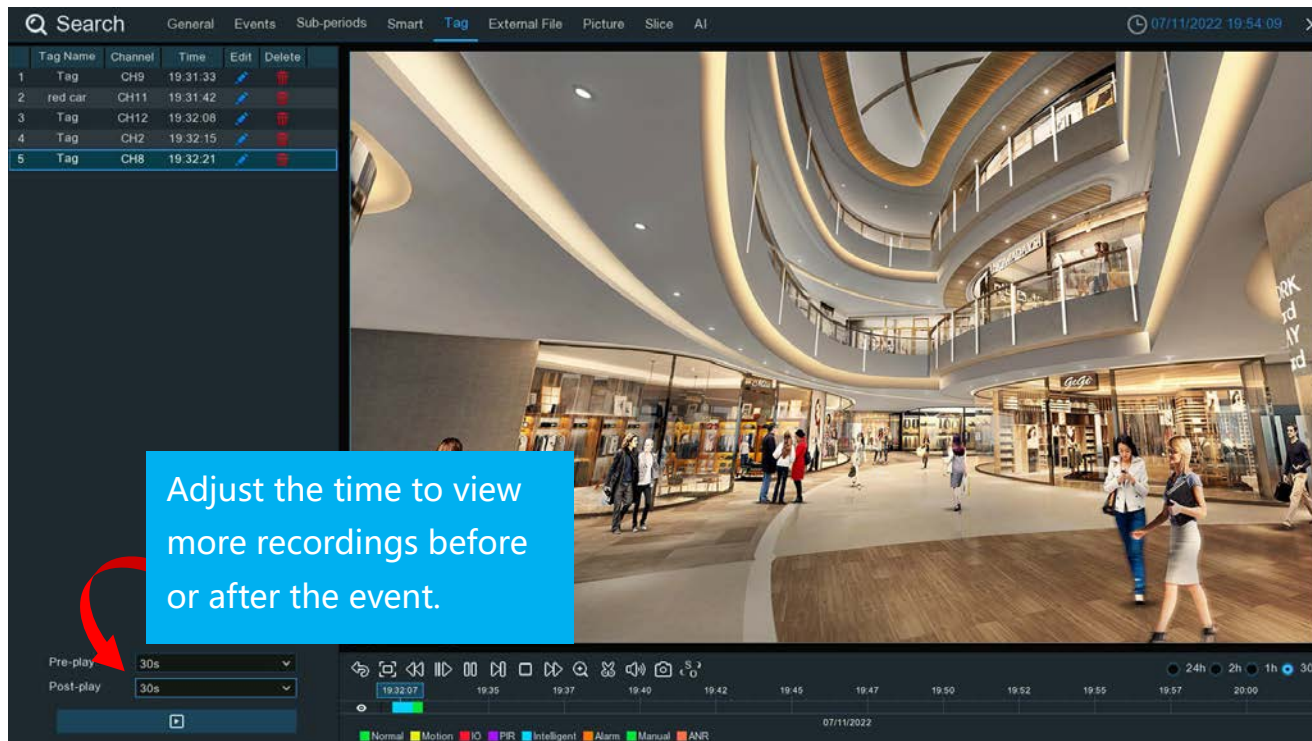 Search General Events Sub-periods Smart Tag External File Picture Slice AI 07/11/2022 19:54:09
Tag Name Channel Time Edit Delete
1 Tag CH9 19:31:33
2 red car CH11 19:31:42
3 Tag CH12 19:32:08
4 Tag CH2 19:32:15
5 Tag CH8 19:32:21
GoGo
Adjust the time to view
more recordings before
or after the event.
Pre-play 30s
Post-play 30s
24h 2h 1h 30
19:32:07 19:35 19:37 19:40 19:42 19:45 19:47 19:50 19:52 19:55 19:57 20:00
07/11/2022
Normal Motion IO PIR Intelligent Alarm Manual ANR